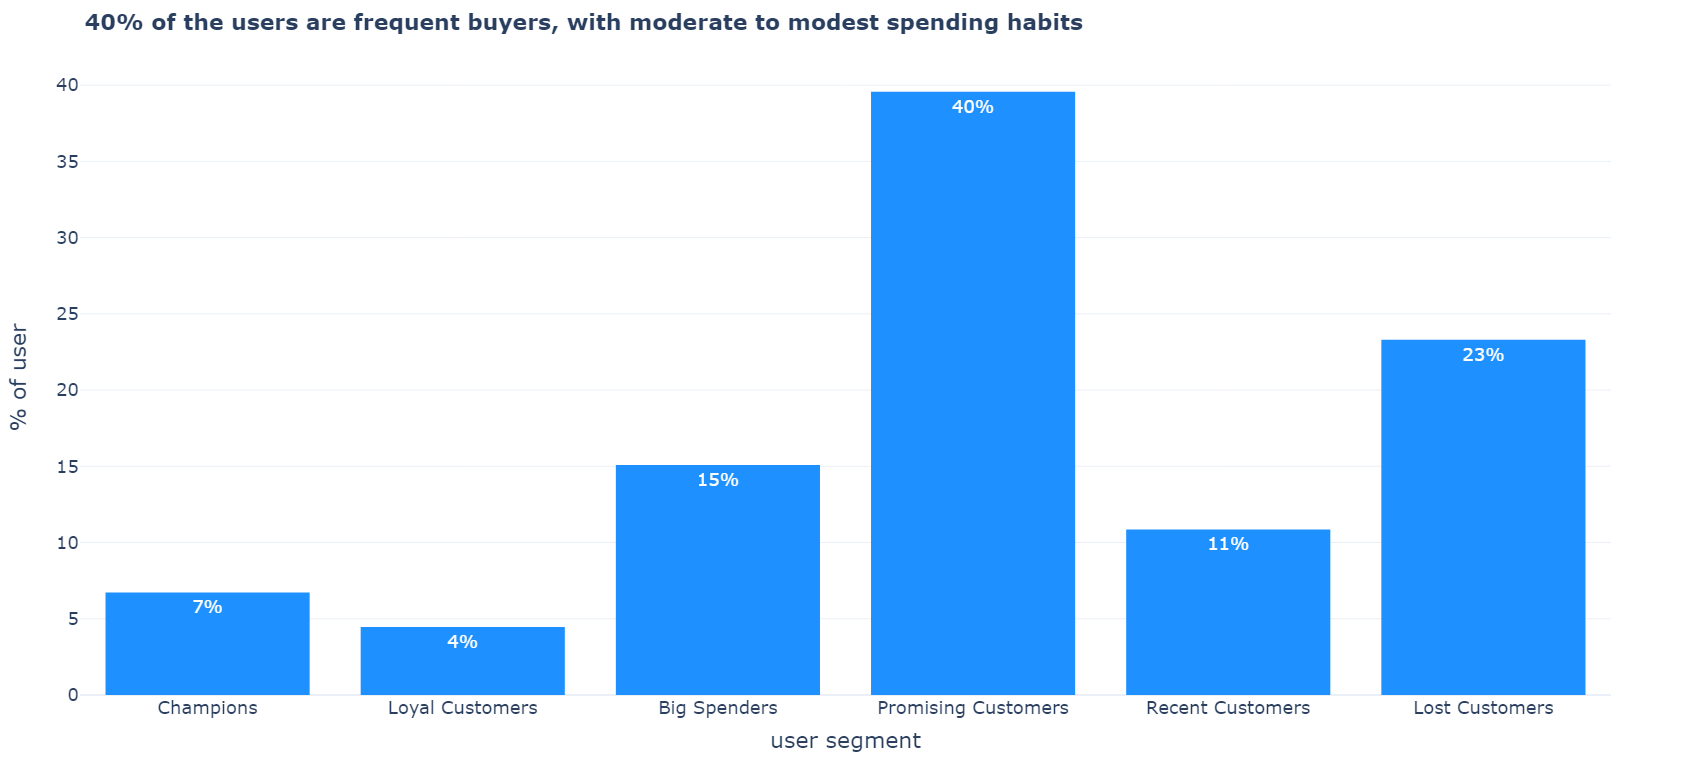 40% of the users are frequent buyers, with moderate to modest spending habits
40
35
30
25
20
15
10
5
0
% of user
7%
4%
15%
40%
11%
23%
Champions
Loyal Customers
Big Spenders
Promising Customers
Recent Customers
Lost Customers
user segment